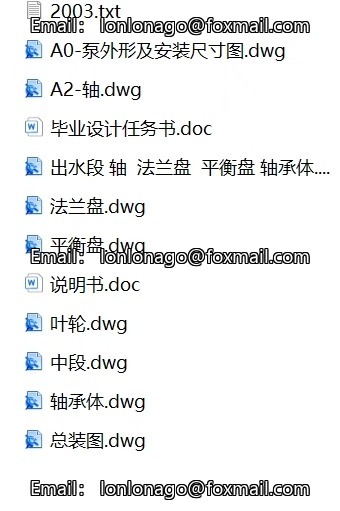 2003.txt
Email: lonlonago@foxmail.com
A0-泵外形及安装尺寸图.dwg
A2-轴.dwg
毕业设计任务书.doc
出水段 轴 法兰盘 平衡盘 轴承体....
法兰盘.dwg
平衡盘.dwg
Email: lonlonago@foxmail.com
说明书.doc
叶轮.dwg
中段.dwg
轴承体.dwg
总装图.dwg
Email: lonlonago@foxmail.com